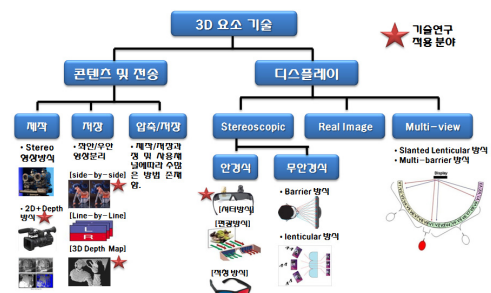 3D 요소 기술
기술연구
적용 분야
콘텐츠 및 전송
디스플레이
제작
저장
압축/저장
Stereoscopic
Real Image
Multi-view
• Stereo
영상방식
• 2D+Depth
방식
• 좌안/우안
영상분리
[side-by-side]
[Line-by-Line]
L
R
[3D Depth Map]
• 제작/저장과
정 및 사용채
널에따라 수많
은 방법 존재
함.
안경식
무안경식
[셔터방식]
[편광방식]
[색청방식]
• Barrier 방식
• lenticular 방식
• Slanted Lenticular 방식
• Multi-barrier 방식
Display